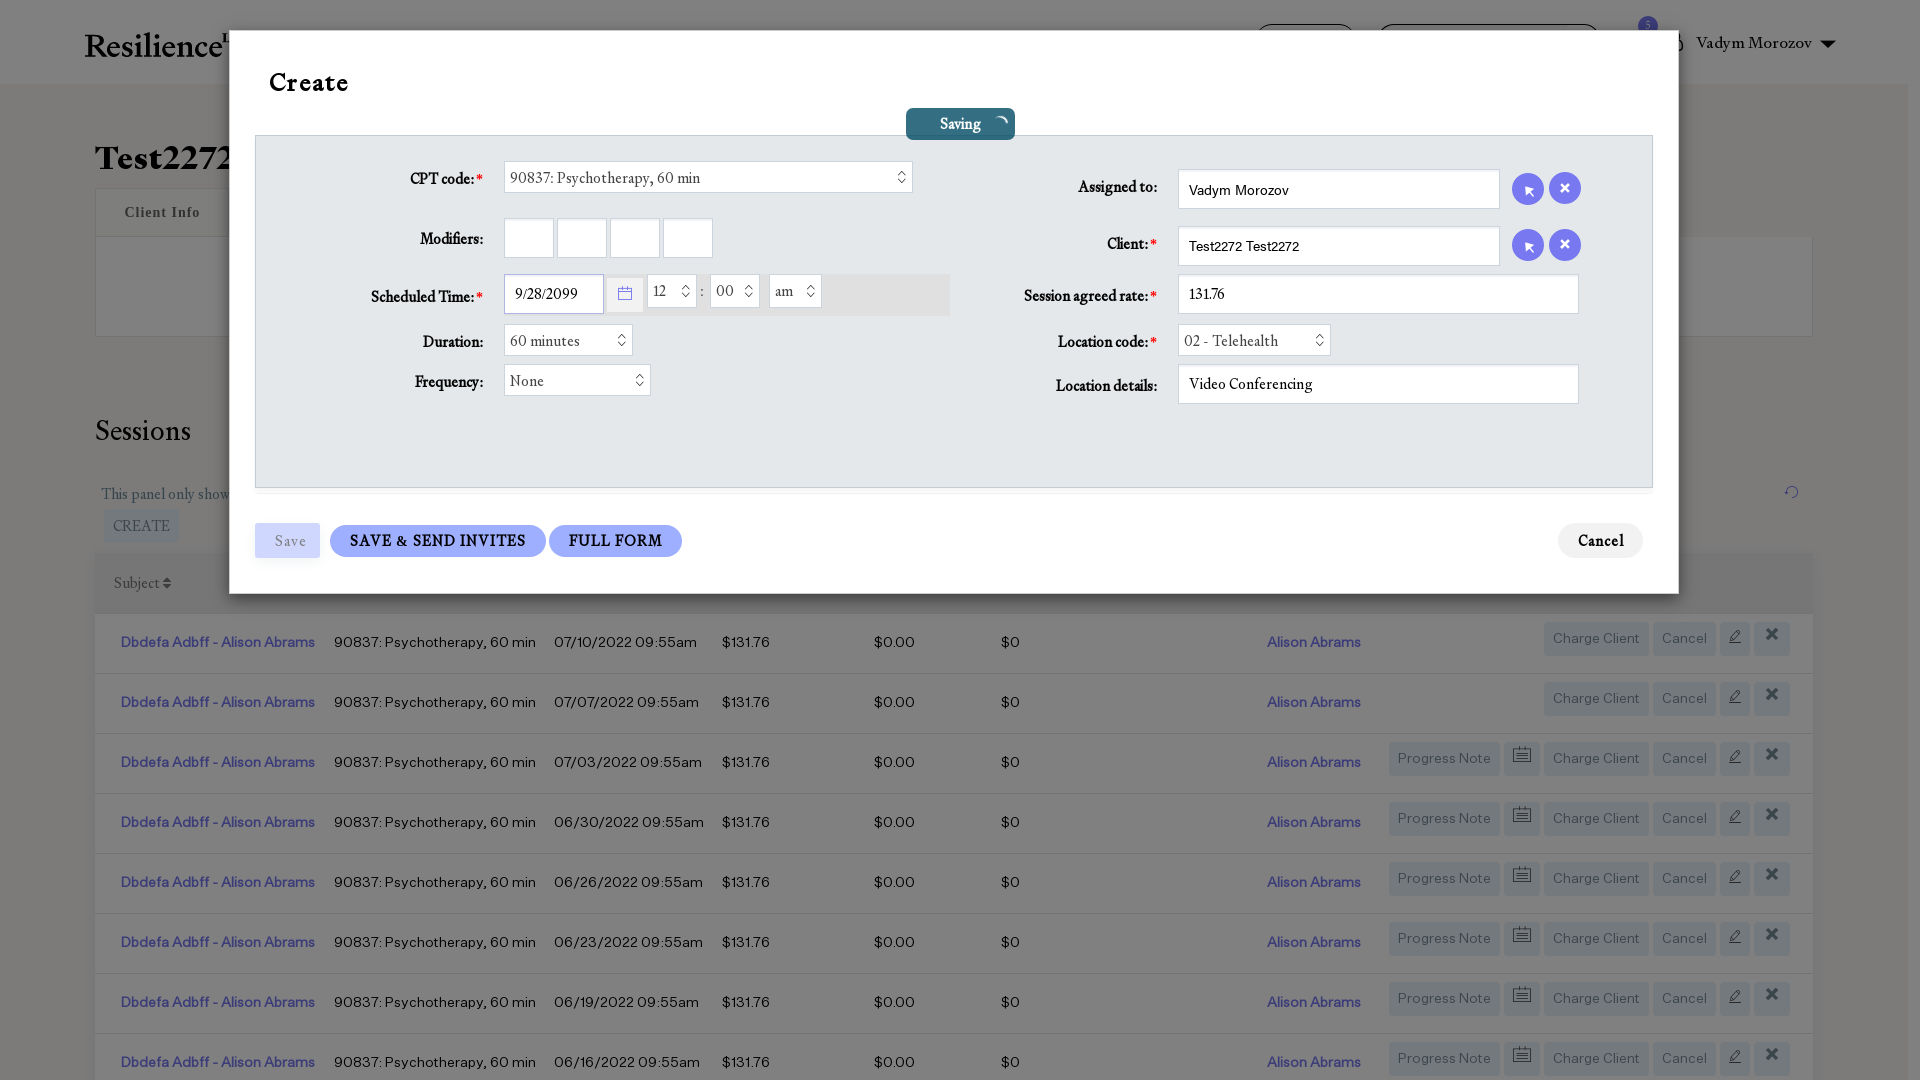 Resilience
5
Vadym Morozov
Create
Saving
Test2272
Client Info
CPT code:*
90837: Psychotherapy, 60 min
Modifiers:
Scheduled Time:*
9/28/2099
12 : 00 am
Duration:
60 minutes
Frequency:
None
Assigned to:
Vadym Morozov
Client:*
Test2272 Test2272
Session agreed rate:*
131.76
Location code:*
02 - Telehealth
Location details:
Video Conferencing
Sessions
This panel only show
CREATE
Save
SAVE & SEND INVITES
FULL FORM
Cancel
Subject
Dbdefa Adbff - Alison Abrams 90837: Psychotherapy, 60 min 07/10/2022 09:55am $131.76 $0.00 $0 Alison Abrams Charge Client Cancel
Dbdefa Adbff - Alison Abrams 90837: Psychotherapy, 60 min 07/07/2022 09:55am $131.76 $0.00 $0 Alison Abrams Charge Client Cancel
Dbdefa Adbff - Alison Abrams 90837: Psychotherapy, 60 min 07/03/2022 09:55am $131.76 $0.00 $0 Alison Abrams Progress Note Charge Client Cancel
Dbdefa Adbff - Alison Abrams 90837: Psychotherapy, 60 min 06/30/2022 09:55am $131.76 $0.00 $0 Alison Abrams Progress Note Charge Client Cancel
Dbdefa Adbff - Alison Abrams 90837: Psychotherapy, 60 min 06/26/2022 09:55am $131.76 $0.00 $0 Alison Abrams Progress Note Charge Client Cancel
Dbdefa Adbff - Alison Abrams 90837: Psychotherapy, 60 min 06/23/2022 09:55am $131.76 $0.00 $0 Alison Abrams Progress Note Charge Client Cancel
Dbdefa Adbff - Alison Abrams 90837: Psychotherapy, 60 min 06/19/2022 09:55am $131.76 $0.00 $0 Alison Abrams Progress Note Charge Client Cancel
Dbdefa Adbff - Alison Abrams 90837: Psychotherapy, 60 min 06/16/2022 09:55am $131.76 $0.00 $0 Alison Abrams Progress Note Charge Client Cancel